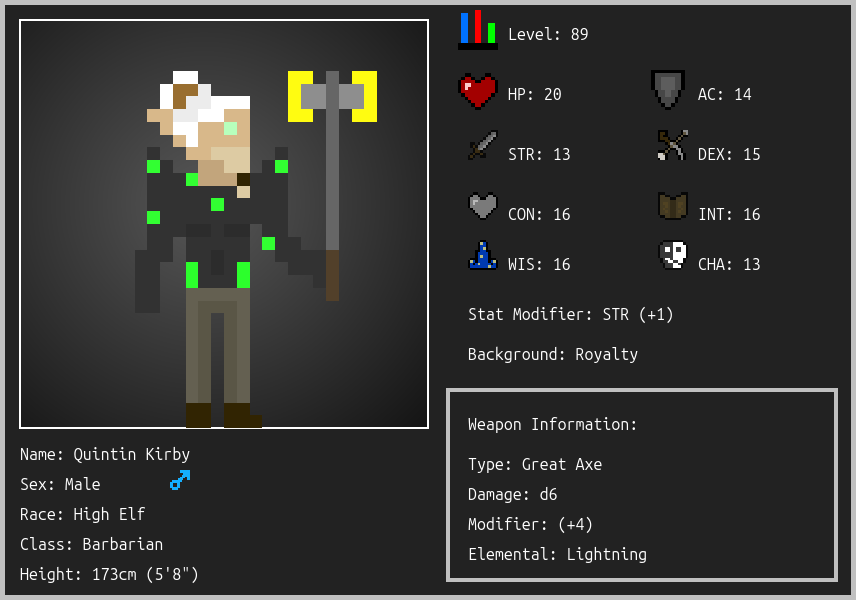 Level: 89
HP: 20
AC: 14
STR: 13
DEX: 15
CON: 16
INT: 16
WIS: 16
CHA: 13
Stat Modifier: STR (+1)
Background: Royalty
Weapon Information:
Type: Great Axe
Damage: d6
Modifier: (+4)
Elemental: Lightning
Name: Quintin Kirby
Sex: Male
Race: High Elf
Class: Barbarian
Height: 173cm (5'8")